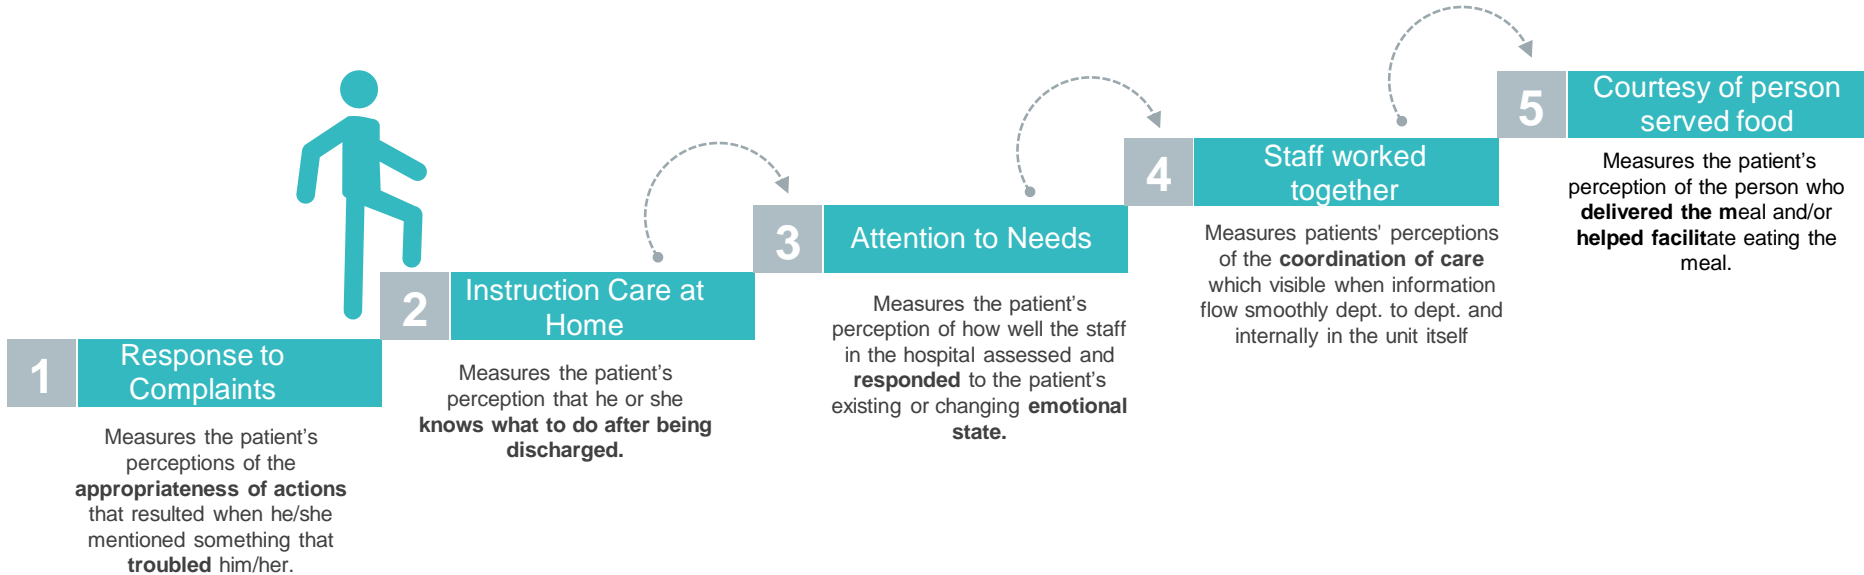 1
Response to
Complaints
Measures the patient's
perceptions of the
appropriateness of actions
that resulted when he/she
mentioned something that
troubled him/her.
2
Instruction Care at
Home
Measures the patient's
perception that he or she
knows what to do after being
discharged.
3
Attention to Needs
Measures the patient's
perception of how well the staff
in the hospital assessed and
responded to the patient's
existing or changing emotional
state.
4
Staff worked
together
Measures patients' perceptions
of the coordination of care
which visible when information
flow smoothly dept. to dept. and
internally in the unit itself
5
Courtesy of person
served food
Measures the patient's
perception of the person who
delivered the meal and/or
helped facilitate eating the
meal.